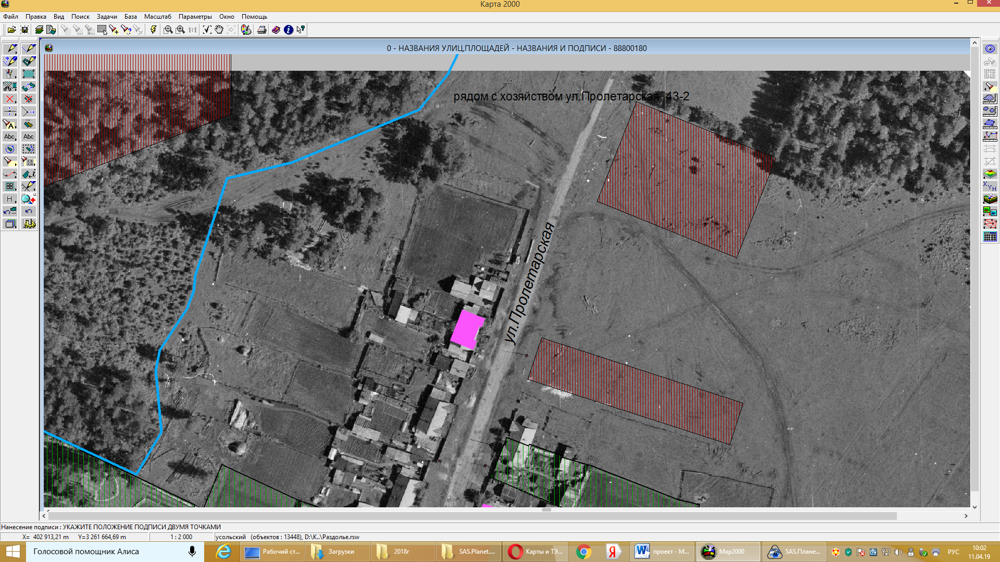 Карта 2000
Файл Правка Вид Поиск Задачи База Масштаб Параметры Окно Помощь
0 - НАЗВАНИЯ УЛИЦ,ПЛОЩАДЕЙ - НАЗВАНИЯ И ПОДПИСИ - 88800180
рядом с хозяйством ул.Пролетарская, 43-2
ул.Пролетарская
Нанесение подписи : УКАЖИТЕ ПОЛОЖЕНИЕ ПОДПИСИ ДВУМЯ ТОЧКАМИ
X= 402 913,21 m Y=3 261 664,69 m 1 : 2 000 усольский (объектов : 13448), D:\K..\Раздолье.rsw
Голосовой помощник Алиса Рабочий ст... Загрузки 2018г SAS.Planet.... Карты и ТЭ... проект - М... Map2000 SAS.Плане... РУС 10:02
11.04.19